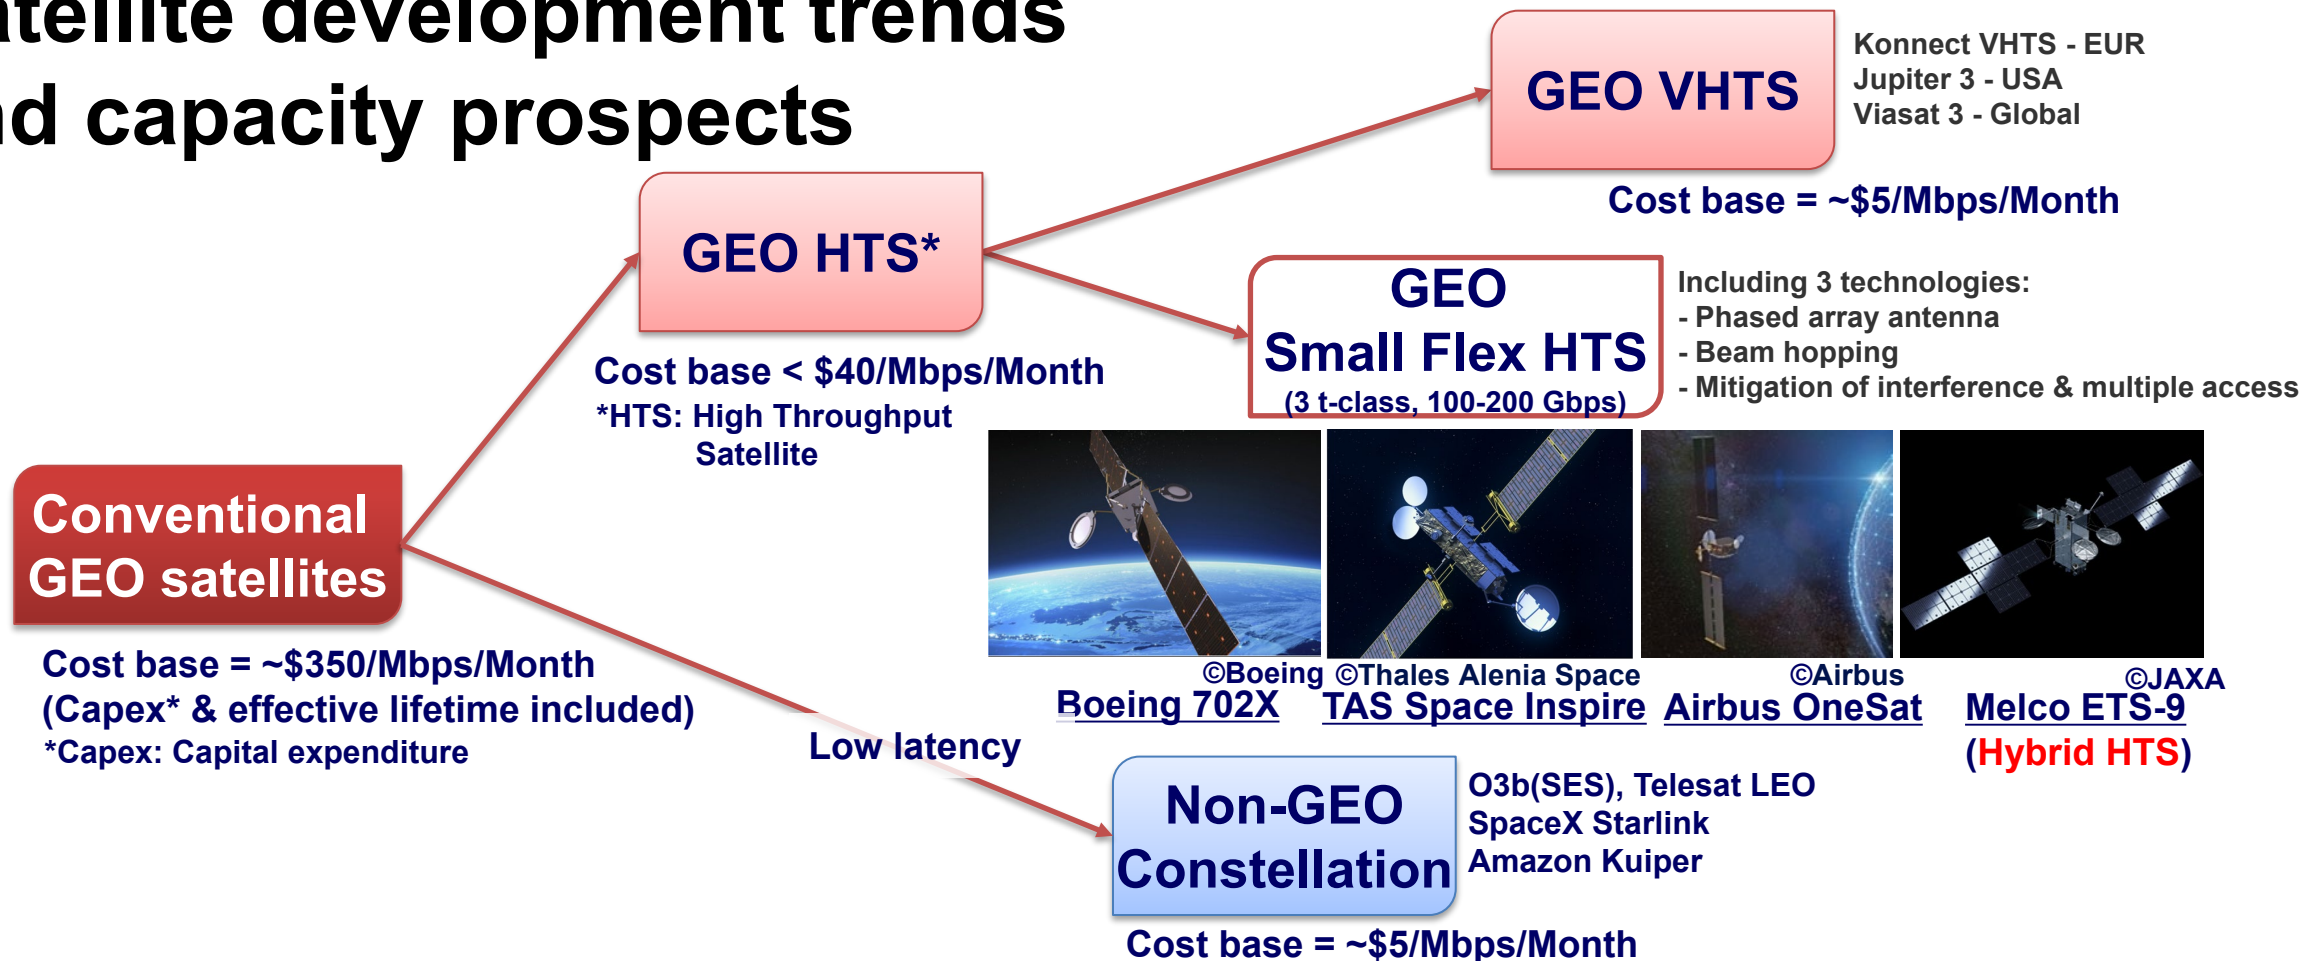 atellite development trends
nd capacity prospects
GEO VHTS
Konnect VHTS - EUR
Jupiter 3 - USA
Viasat 3 - Global
Cost base = ~$5/Mbps/Month
GEO HTS*
Cost base < $40/Mbps/Month
*HTS: High Throughput
Satellite
GEO
Small Flex HTS
(3 t-class, 100-200 Gbps)
Including 3 technologies:
- Phased array antenna
- Beam hopping
- Mitigation of interference & multiple access
Conventional
GEO satellites
Cost base = ~$350/Mbps/Month
(Capex* & effective lifetime included)
*Capex: Capital expenditure
©Boeing
Boeing 702X
©Thales Alenia Space
TAS Space Inspire
©Airbus
Airbus OneSat
©JAXA
Melco ETS-9
(Hybrid HTS)
Low latency
Non-GEO
Constellation
O3b(SES), Telesat LEO
SpaceX Starlink
Amazon Kuiper
Cost base = ~$5/Mbps/Month